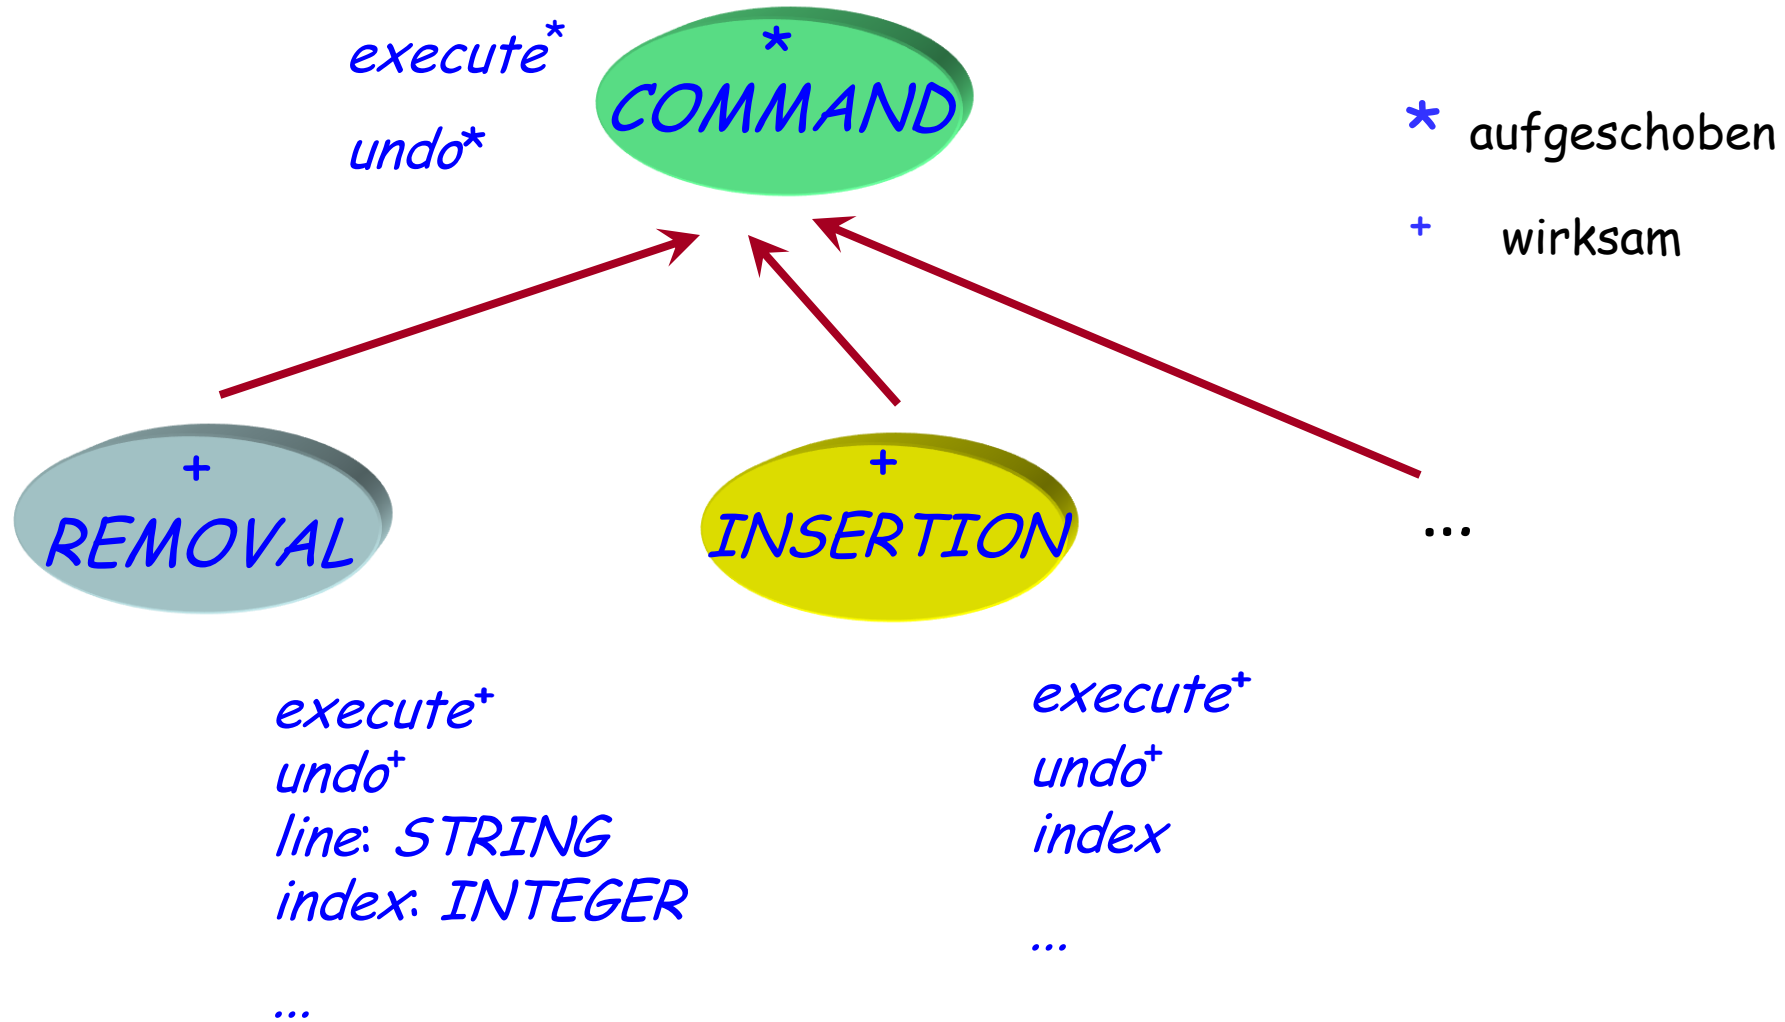 execute*
undo*
*
COMMAND
* aufgeschoben
+ wirksam
+
REMOVAL
+
INSERTION
...
execute+
undo+
line: STRING
index: INTEGER
...
execute+
undo+
index
...